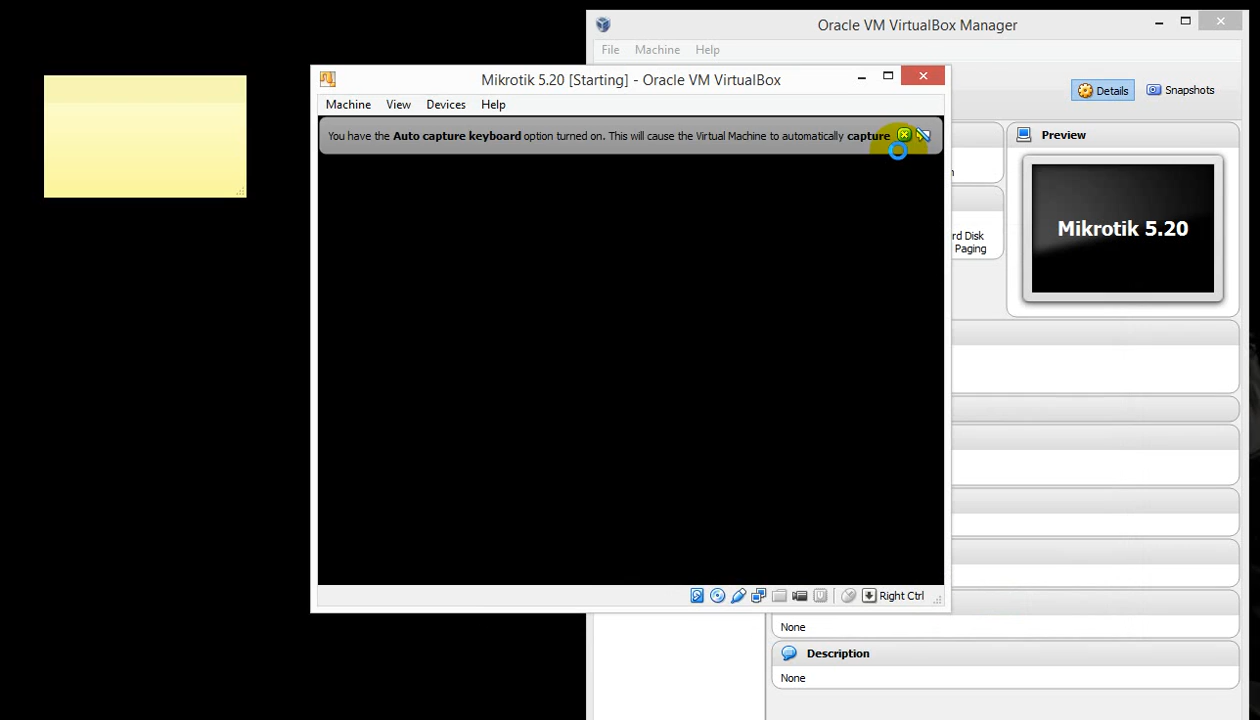 Oracle VM VirtualBox Manager
File Machine Help
Mikrotik 5.20 [Starting] - Oracle VM VirtualBox
Details Snapshots
Machine View Devices Help
You have the Auto capture keyboard option turned on. This will cause the Virtual Machine to automatically capture
Preview
Mikrotik 5.20
rd Disk
Paging
Right Ctrl
None
Description
None